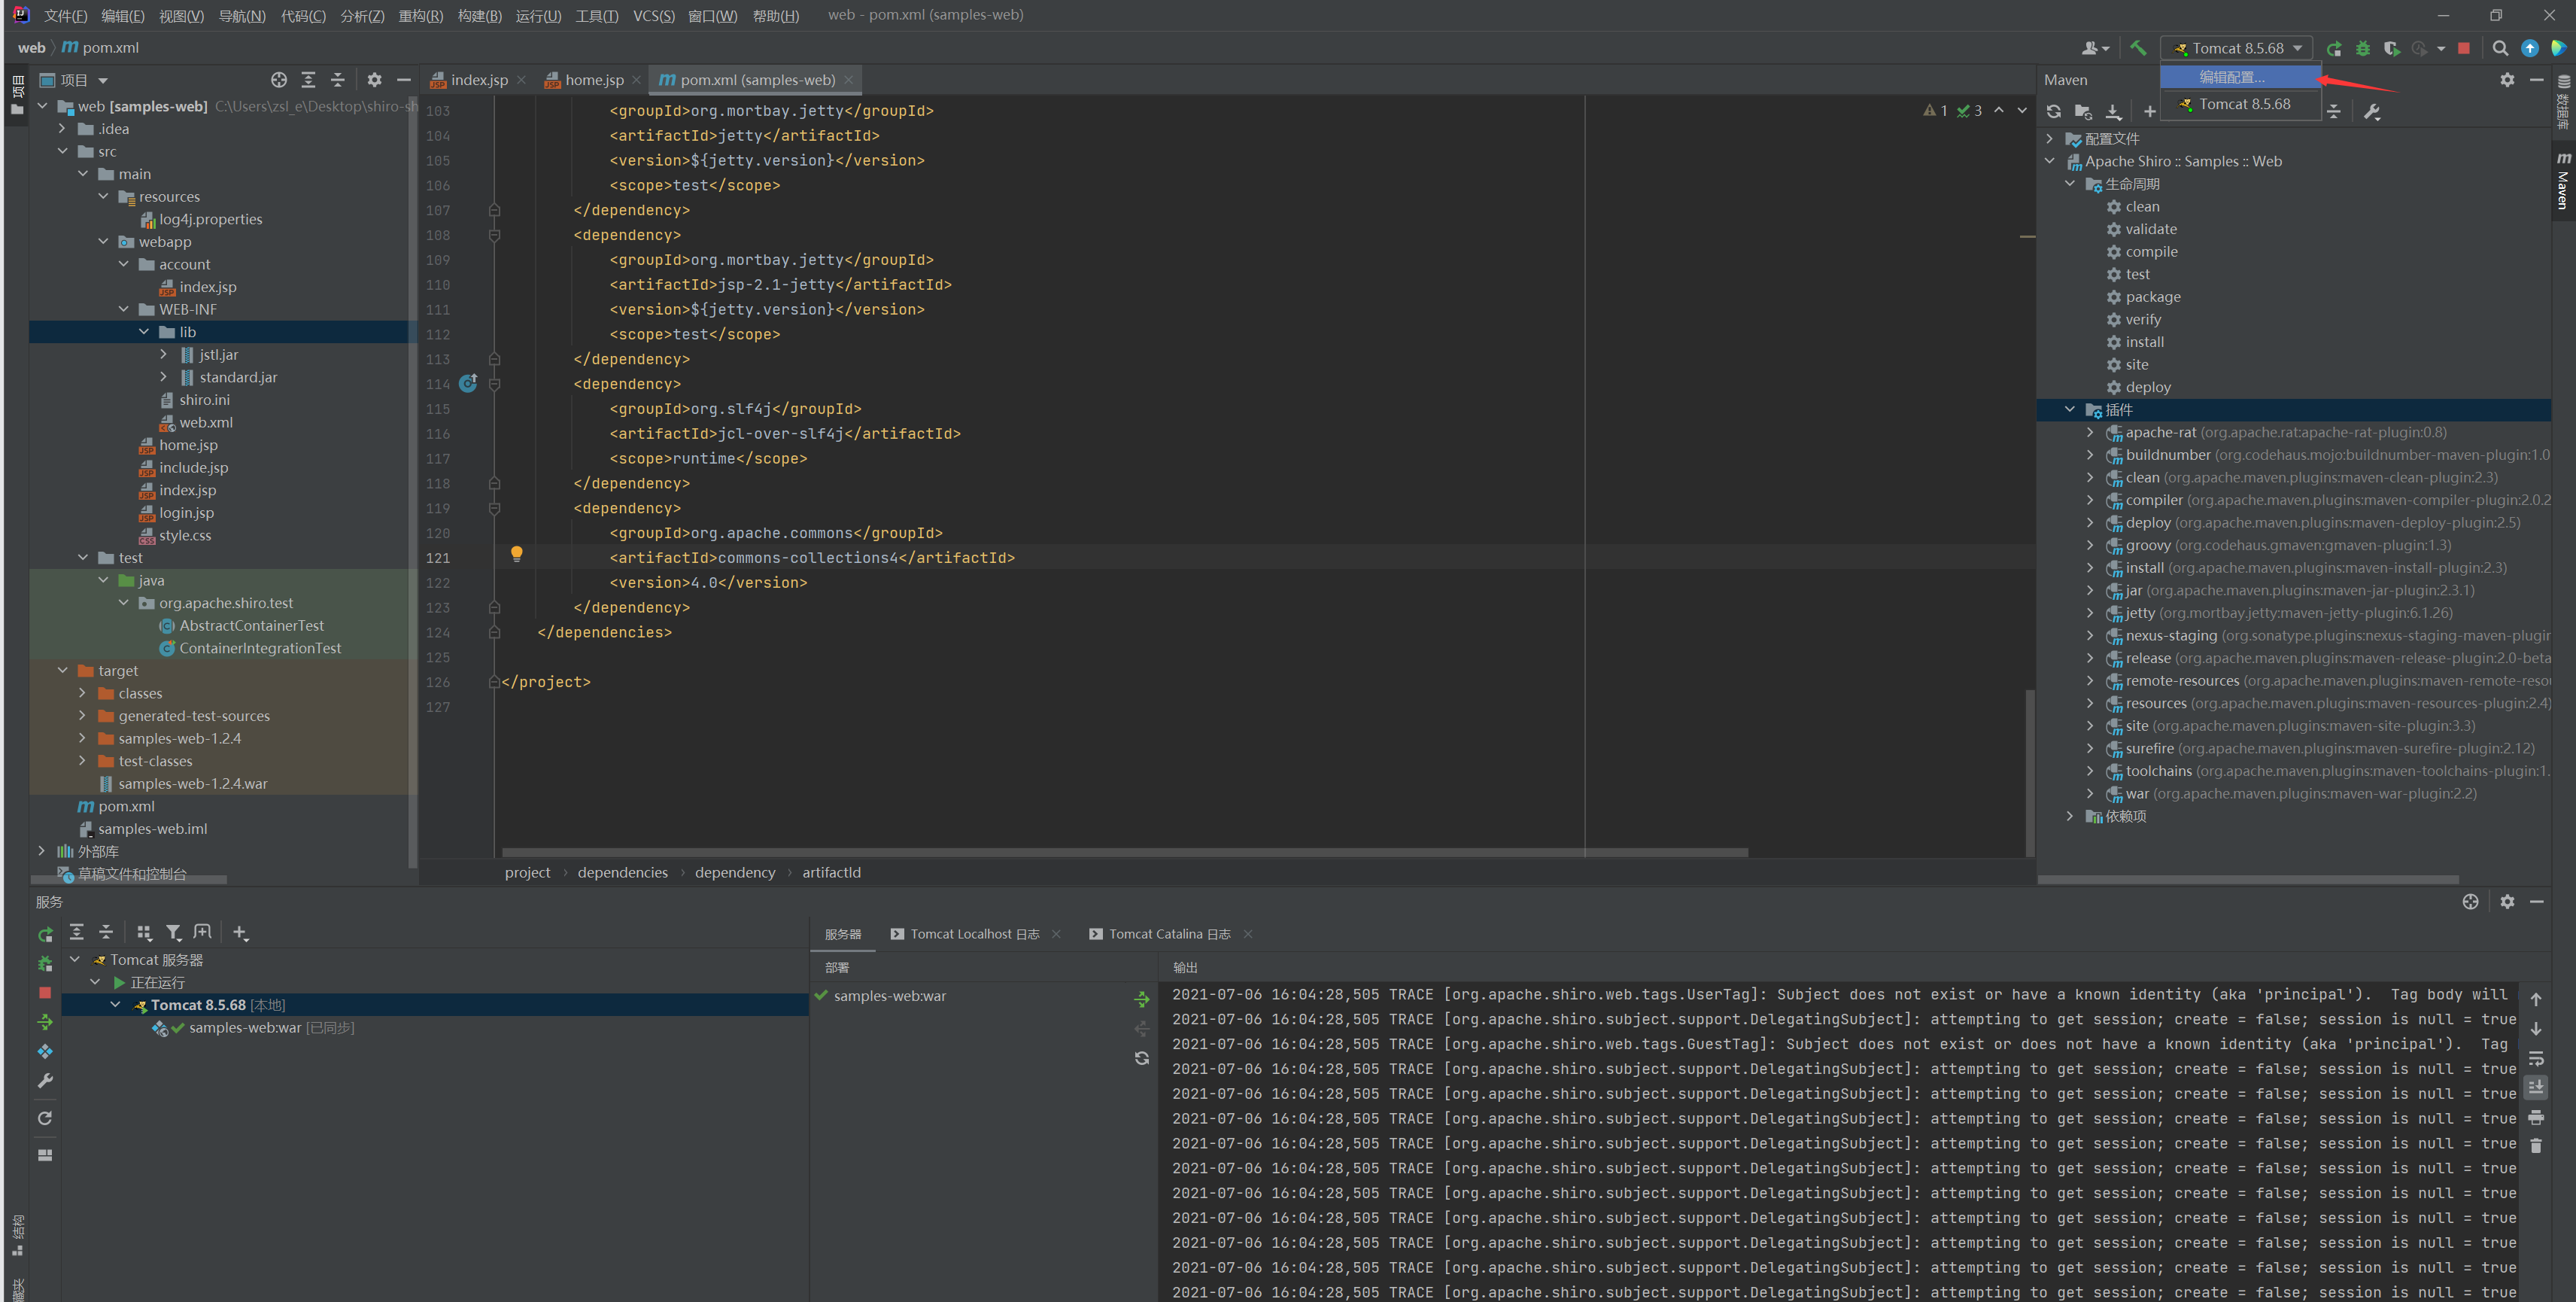 文件(F) 编辑(E) 视图(V) 导航(N) 代码(C) 分析(Z) 重构(R) 构建(B) 运行(U) 工具(T) VCS(S) 窗口(W) 帮助(H) web - pom.xml (samples-web)
web pom.xml
Tomcat 8.5.68
项目
项目
index.jsp home.jsp pom.xml (samples-web)
Maven
编辑配置...
Tomcat 8.5.68
数据库
Maven
web [samples-web] C:\Users\zsl_e\Desktop\shiro-sh
.idea
src
main
resources
log4j.properties
webapp
account
index.jsp
WEB-INF
lib
jstl.jar
standard.jar
shiro.ini
web.xml
home.jsp
include.jsp
index.jsp
login.jsp
style.css
test
java
org.apache.shiro.test
AbstractContainerTest
ContainerIntegrationTest
target
classes
generated-test-sources
samples-web-1.2.4
test-classes
samples-web-1.2.4.war
pom.xml
samples-web.iml
外部库
草稿文件和控制台
1 3
103 <groupId>org.mortbay.jetty</groupId>
104 <artifactId>jetty</artifactId>
105 <version>${jetty.version}</version>
106 <scope>test</scope>
107 </dependency>
108 <dependency>
109 <groupId>org.mortbay.jetty</groupId>
110 <artifactId>jsp-2.1-jetty</artifactId>
111 <version>${jetty.version}</version>
112 <scope>test</scope>
113 </dependency>
114 <dependency>
115 <groupId>org.slf4j</groupId>
116 <artifactId>jcl-over-slf4j</artifactId>
117 <scope>runtime</scope>
118 </dependency>
119 <dependency>
120 <groupId>org.apache.commons</groupId>
121 <artifactId>commons-collections4</artifactId>
122 <version>4.0</version>
123 </dependency>
124 </dependencies>
125
126 </project>
127
project dependencies dependency artifactId
配置文件
Apache Shiro :: Samples :: Web
生命周期
clean
validate
compile
test
package
verify
install
site
deploy
插件
apache-rat (org.apache.rat:apache-rat-plugin:0.8)
buildnumber (org.codehaus.mojo:buildnumber-maven-plugin:1.0
clean (org.apache.maven.plugins:maven-clean-plugin:2.3)
compiler (org.apache.maven.plugins:maven-compiler-plugin:2.0.2
deploy (org.apache.maven.plugins:maven-deploy-plugin:2.5)
groovy (org.codehaus.gmaven:gmaven-plugin:1.3)
install (org.apache.maven.plugins:maven-install-plugin:2.3)
jar (org.apache.maven.plugins:maven-jar-plugin:2.3.1)
jetty (org.mortbay.jetty:maven-jetty-plugin:6.1.26)
nexus-staging (org.sonatype.plugins:nexus-staging-maven-plugin
release (org.apache.maven.plugins:maven-release-plugin:2.0-beta
remote-resources (org.apache.maven.plugins:maven-remote-reso
resources (org.apache.maven.plugins:maven-resources-plugin:2.4)
site (org.apache.maven.plugins:maven-site-plugin:3.3)
surefire (org.apache.maven.plugins:maven-surefire-plugin:2.12)
toolchains (org.apache.maven.plugins:maven-toolchains-plugin:1.
war (org.apache.maven.plugins:maven-war-plugin:2.2)
依赖项
服务
Tomcat 服务器
正在运行
Tomcat 8.5.68 [本地]
samples-web:war [已同步]
结构
服务器 Tomcat Localhost 日志 Tomcat Catalina 日志
部署 输出
samples-web:war
2021-07-06 16:04:28,505 TRACE [org.apache.shiro.web.tags.UserTag]: Subject does not exist or have a known identity (aka 'principal'). Tag body will
2021-07-06 16:04:28,505 TRACE [org.apache.shiro.subject.support.DelegatingSubject]: attempting to get session; create = false; session is null = true
2021-07-06 16:04:28,505 TRACE [org.apache.shiro.web.tags.GuestTag]: Subject does not exist or does not have a known identity (aka 'principal'). Tag
2021-07-06 16:04:28,505 TRACE [org.apache.shiro.subject.support.DelegatingSubject]: attempting to get session; create = false; session is null = true
2021-07-06 16:04:28,505 TRACE [org.apache.shiro.subject.support.DelegatingSubject]: attempting to get session; create = false; session is null = true
2021-07-06 16:04:28,505 TRACE [org.apache.shiro.subject.support.DelegatingSubject]: attempting to get session; create = false; session is null = true
2021-07-06 16:04:28,505 TRACE [org.apache.shiro.subject.support.DelegatingSubject]: attempting to get session; create = false; session is null = true
2021-07-06 16:04:28,505 TRACE [org.apache.shiro.subject.support.DelegatingSubject]: attempting to get session; create = false; session is null = true
2021-07-06 16:04:28,505 TRACE [org.apache.shiro.subject.support.DelegatingSubject]: attempting to get session; create = false; session is null = true
2021-07-06 16:04:28,505 TRACE [org.apache.shiro.subject.support.DelegatingSubject]: attempting to get session; create = false; session is null = true
2021-07-06 16:04:28,505 TRACE [org.apache.shiro.subject.support.DelegatingSubject]: attempting to get session; create = false; session is null = true
2021-07-06 16:04:28,505 TRACE [org.apache.shiro.subject.support.DelegatingSubject]: attempting to get session; create = false; session is null = true
2021-07-06 16:04:28,505 TRACE [org.apache.shiro.subject.support.DelegatingSubject]: attempting to get session; create = false; session is null = true